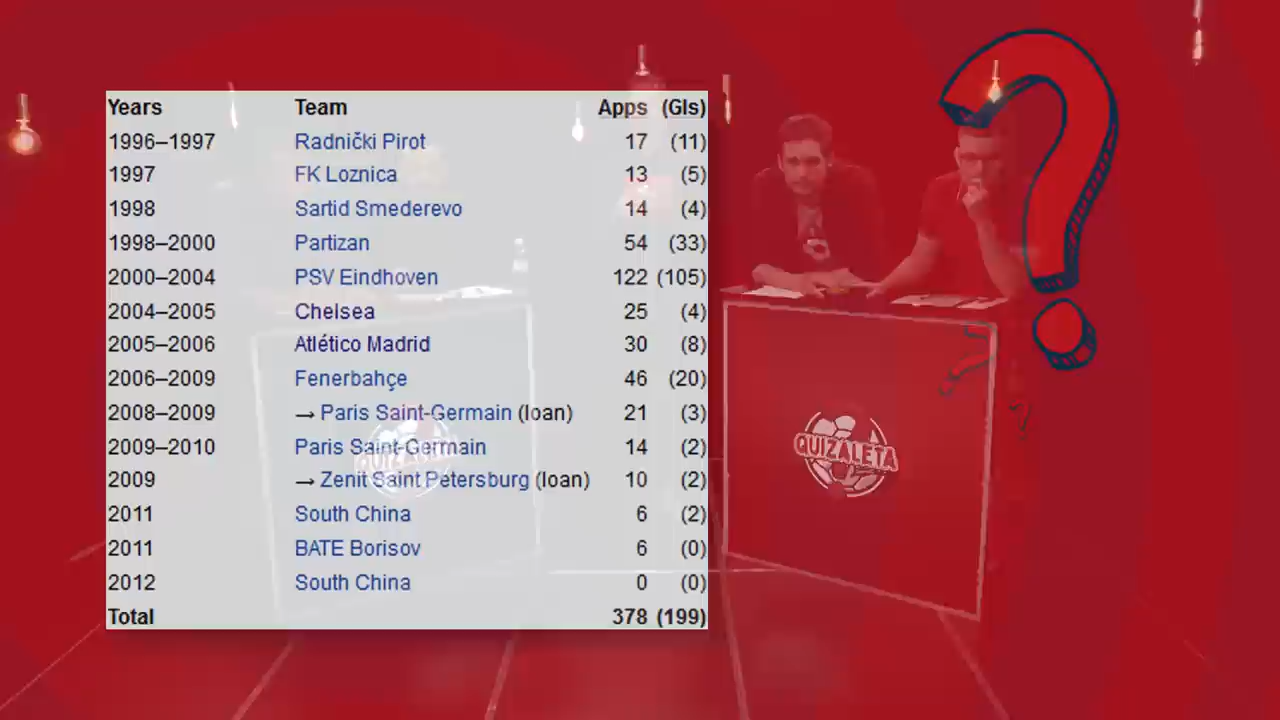 Years Team Apps (Gls)
1996–1997 Radnički Pirot 17 (11)
1997 FK Loznica 13 (5)
1998 Sartid Smederevo 14 (4)
1998–2000 Partizan 54 (33)
2000–2004 PSV Eindhoven 122 (105)
2004–2005 Chelsea 25 (4)
2005–2006 Atlético Madrid 30 (8)
2006–2009 Fenerbahçe 46 (20)
2008–2009 → Paris Saint-Germain (loan) 21 (3)
2009–2010 Paris Saint-Germain 14 (2)
2009 → Zenit Saint Petersburg (loan) 10 (2)
2011 South China 6 (2)
2011 BATE Borisov 6 (0)
2012 South China 0 (0)
Total 378 (199)
QUIZALETA
QUIZALETA